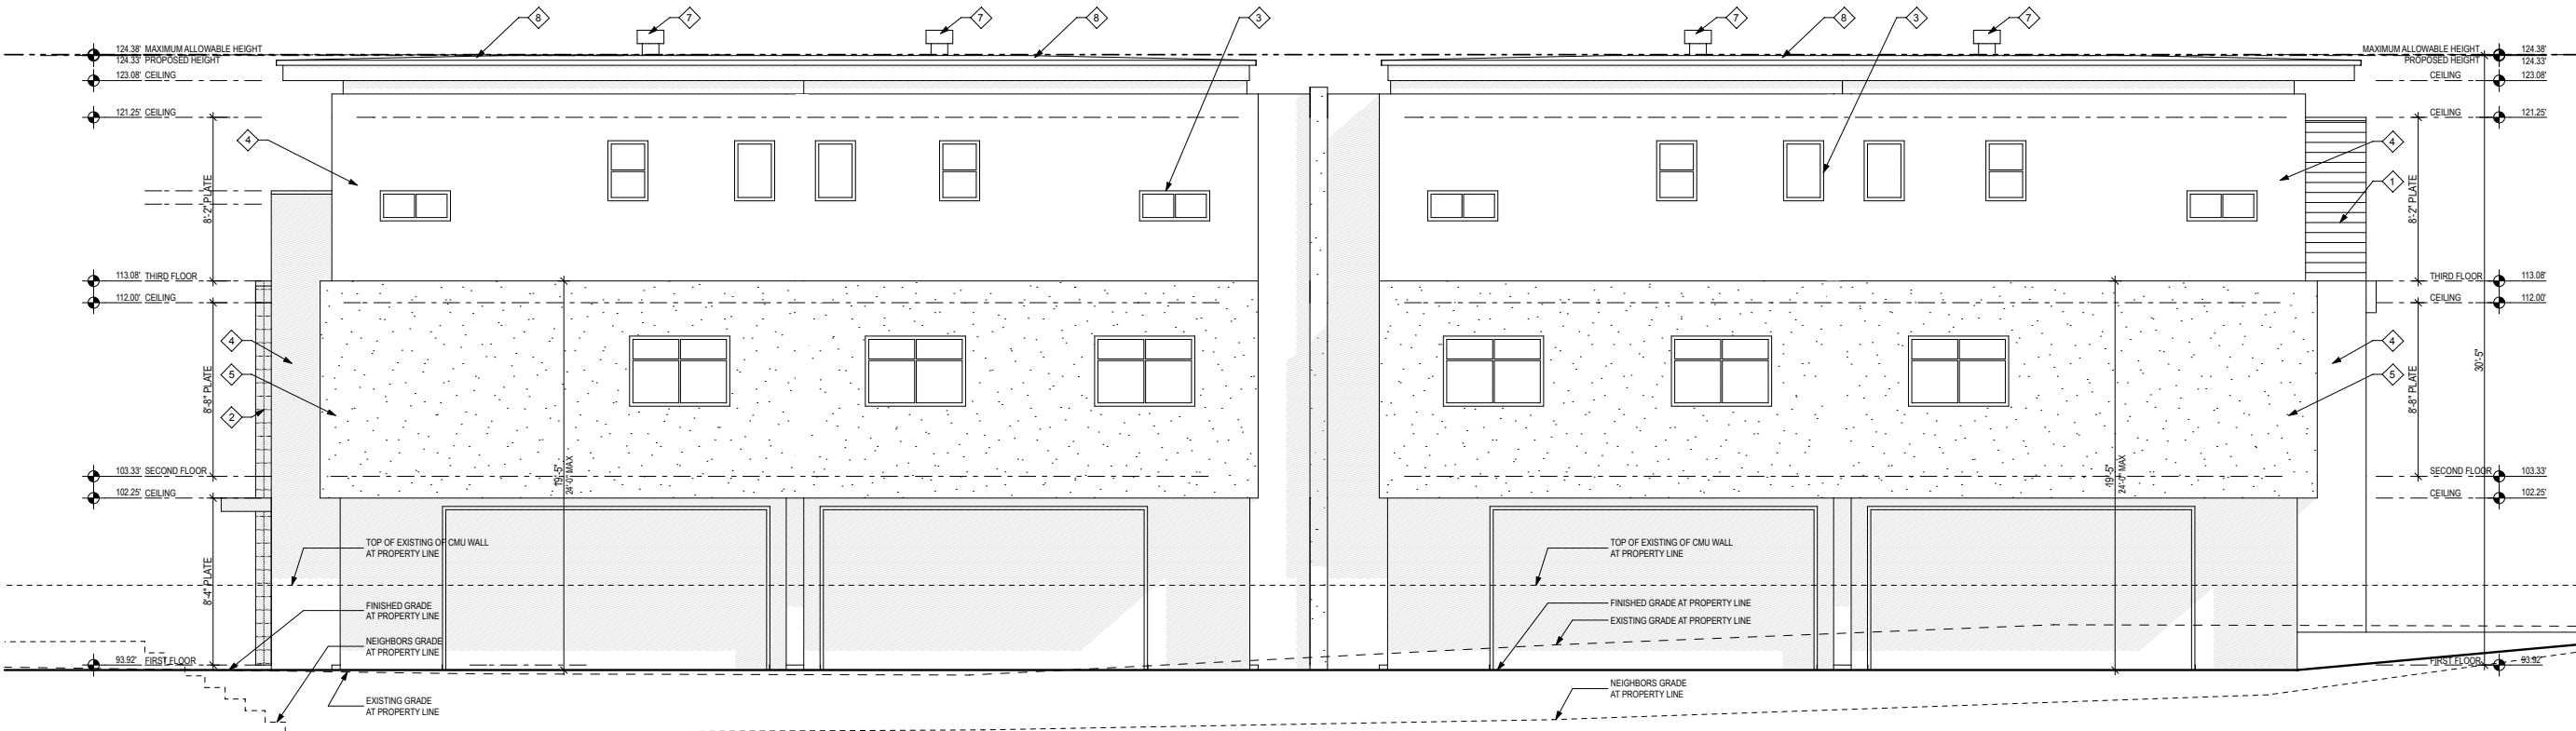 8
7
7
8
3
7
8
3
7
124.38' MAXIMUM ALLOWABLE HEIGHT
124.33' PROPOSED HEIGHT
123.08' CEILING
121.25' CEILING
4
8'-2" PLATE
113.08' THIRD FLOOR
112.00' CEILING
4
5
2
8'-8" PLATE
103.33' SECOND FLOOR
102.25' CEILING
8'-4" PLATE
93.92' FIRST FLOOR
19'-5"
24'-0" MAX
TOP OF EXISTING OF CMU WALL
AT PROPERTY LINE
FINISHED GRADE
AT PROPERTY LINE
NEIGHBORS GRADE
AT PROPERTY LINE
EXISTING GRADE
AT PROPERTY LINE
TOP OF EXISTING OF CMU WALL
AT PROPERTY LINE
FINISHED GRADE AT PROPERTY LINE
EXISTING GRADE AT PROPERTY LINE
NEIGHBORS GRADE
AT PROPERTY LINE
19'-5"
24'-0" MAX
MAXIMUM ALLOWABLE HEIGHT 124.38'
PROPOSED HEIGHT 124.33'
CEILING 123.08'
CEILING 121.25'
4
1
8'-2" PLATE
THIRD FLOOR 113.08'
CEILING 112.00'
4
5
8'-8" PLATE
30'-5"
SECOND FLOOR 103.33'
CEILING 102.25'
FIRST FLOOR 93.92'